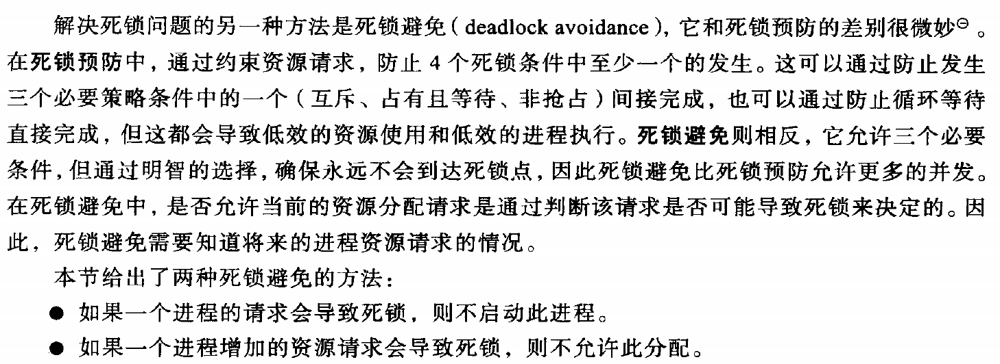 解决死锁问题的另一种方法是死锁避免（deadlock avoidance），它和死锁预防的差别很微妙㊀。
在死锁预防中，通过约束资源请求，防止 4 个死锁条件中至少一个的发生。这可以通过防止发生
三个必要策略条件中的一个（互斥、占有且等待、非抢占）间接完成，也可以通过防止循环等待
直接完成，但这都会导致低效的资源使用和低效的进程执行。死锁避免则相反，它允许三个必要
条件，但通过明智的选择，确保永远不会到达死锁点，因此死锁避免比死锁预防允许更多的并发。
在死锁避免中，是否允许当前的资源分配请求是通过判断该请求是否可能导致死锁来决定的。因
此，死锁避免需要知道将来的进程资源请求的情况。
本节给出了两种死锁避免的方法：
● 如果一个进程的请求会导致死锁，则不启动此进程。
● 如果一个进程增加的资源请求会导致死锁，则不允许此分配。